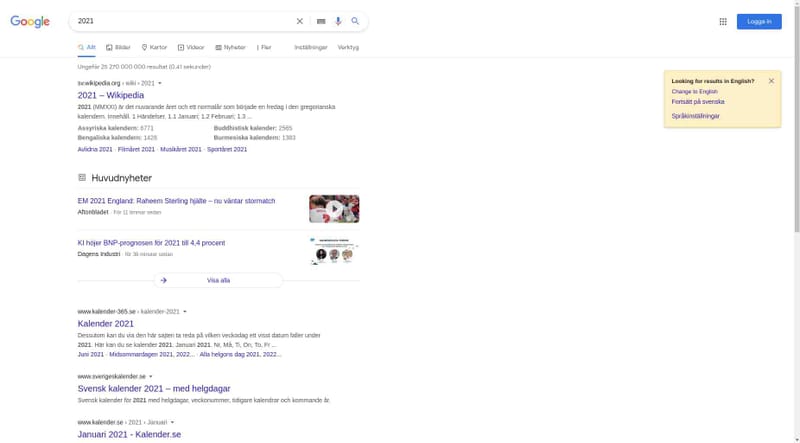 Google
2021
Logga in
Allt Bilder Kartor Videor Nyheter Fler Inställningar Verktyg
Ungefär 25 270 000 000 resultat (0,41 sekunder)
Looking for results in English?
Change to English
Fortsätt på svenska
Språkinställningar
sv.wikipedia.org › wiki › 2021
2021 – Wikipedia
2021 (MMXXI) är det nuvarande året och ett normalår som började en fredag i den gregorianska
kalendern. Innehåll. 1 Händelser. 1.1 Januari; 1.2 Februari; 1.3 ...
Assyriska kalendern: 6771 Buddhistisk kalender: 2565
Bengaliska kalendern: 1428 Burmesiska kalendern: 1383
Avlidna 2021 · Filmåret 2021 · Musikåret 2021 · Sportåret 2021
Huvudnyheter
EM 2021 England: Raheem Sterling hjälte – nu väntar stormatch
Aftonbladet · För 11 timmar sedan
KI höjer BNP-prognosen för 2021 till 4,4 procent
Dagens Industri · för 36 minuter sedan
Visa alla
www.kalender-365.se › kalender-2021
Kalender 2021
Dessutom kan du via den här sajten ta reda på vilken veckodag ett visst datum faller under
2021. Här kan du se kalender 2021. Januari 2021. Nr, Må, Ti, On, To, Fr ...
Juni 2021 · Midsommardagen 2021, 2022... · Alla helgons dag 2021, 2022...
www.sverigeskalender.se
Svensk kalender 2021 – med helgdagar
Svensk kalender för 2021 med helgdagar, veckonummer, tidigare kalendrar och kommande år.
www.kalender.se › 2021 › Januari
Januari 2021 - Kalender.se